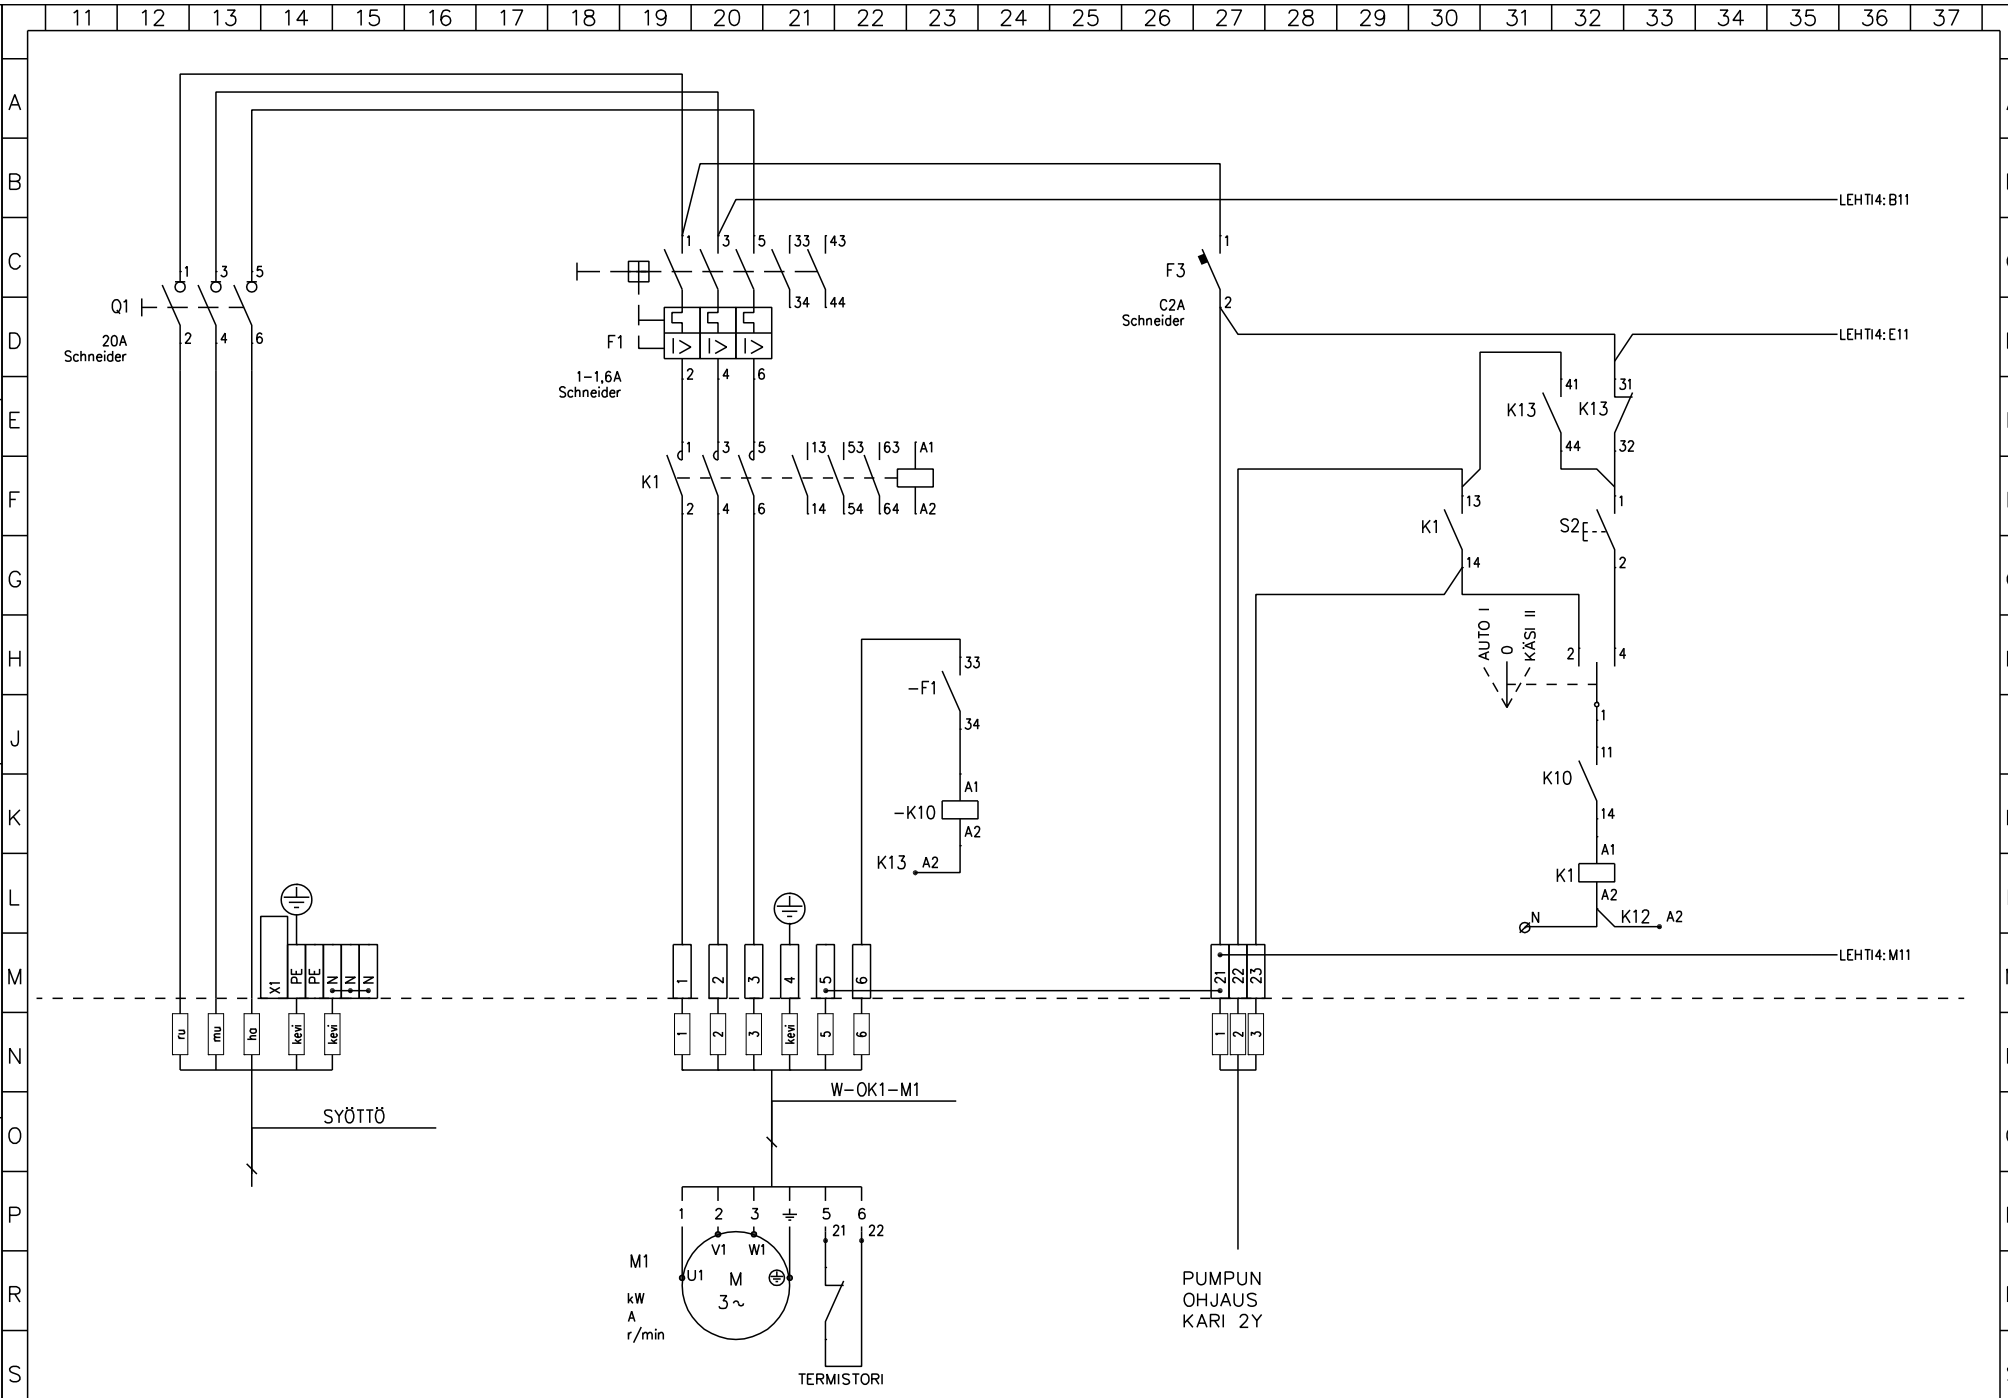 11 12 13 14 15 16 17 18 19 20 21 22 23 24 25 26 27 28 29 30 31 32 33 34 35 36 37
A
B
LEHTI4:B11
C
1 3 5
1 3 5 33 43
1
F3
Q1
34 44
2
C2A
Schneider
20A
Schneider
2 4 6
D
F1
I> I> I>
LEHTI4:E11
1-1,6A
Schneider
2 4 6
41 31
E
K13 K13
44 32
1 3 5 13 53 63 A1
K1
F
2 4 6 14 54 64 A2
13 1
K1 S2
14 2
G
AUTO I
0
KÄSI II
H
2 4
33
-F1
34
J
1
11
K10
14
A1
-K10
A2
K
K13 A2
A1
K1
A2
L
N K12 A2
LEHTI4:M11
M
X1 PE PE N N N
1 2 3 4 5 6
21 22 23
N
ru mu ha kevi kevi
1 2 3 kevi 5 6
1 2 3
W-OK1-M1
SYÖTTÖ
O
P
1 2 3 5 6
21 22
V1 W1
M1
U1 M
3~
R
kW
A
r/min
PUMPUN
OHJAUS
KARI 2Y
S
TERMISTORI